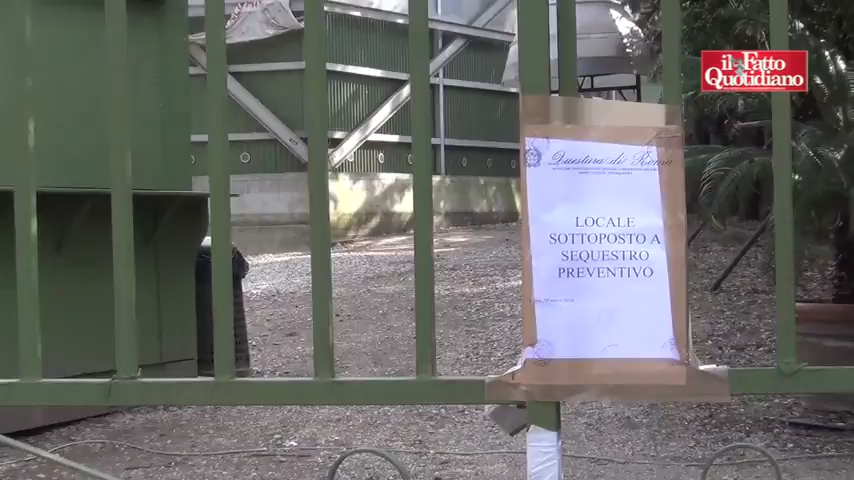 il Fatto
Quotidiano
Questura di Roma
LOCALE
SOTTOPOSTO A
SEQUESTRO
PREVENTIVO